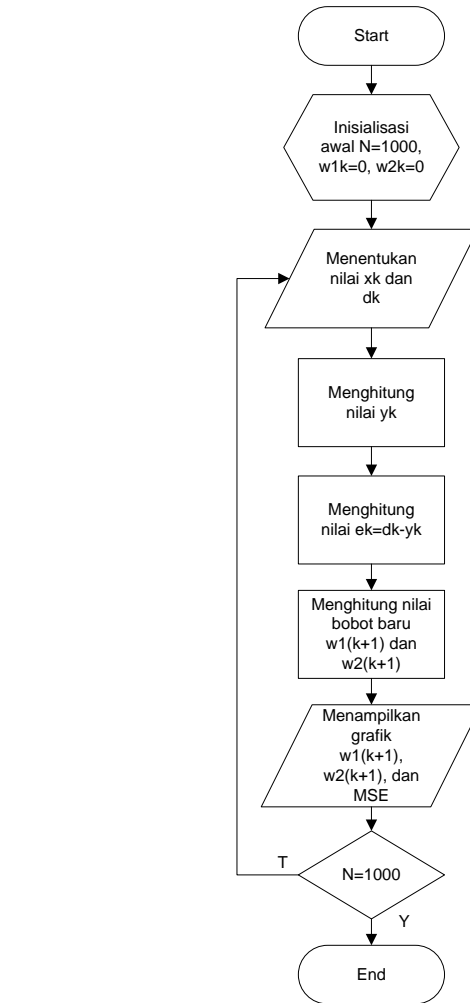 Start
Inisialisasi
awal N=1000,
w1k=0, w2k=0
Menentukan
nilai xk dan
dk
Menghitung
nilai yk
Menghitung
nilai ek=dk-yk
Menghitung nilai
bobot baru
w1(k+1) dan
w2(k+1)
Menampilkan
grafik
w1(k+1),
w2(k+1), dan
MSE
T
N=1000
Y
End